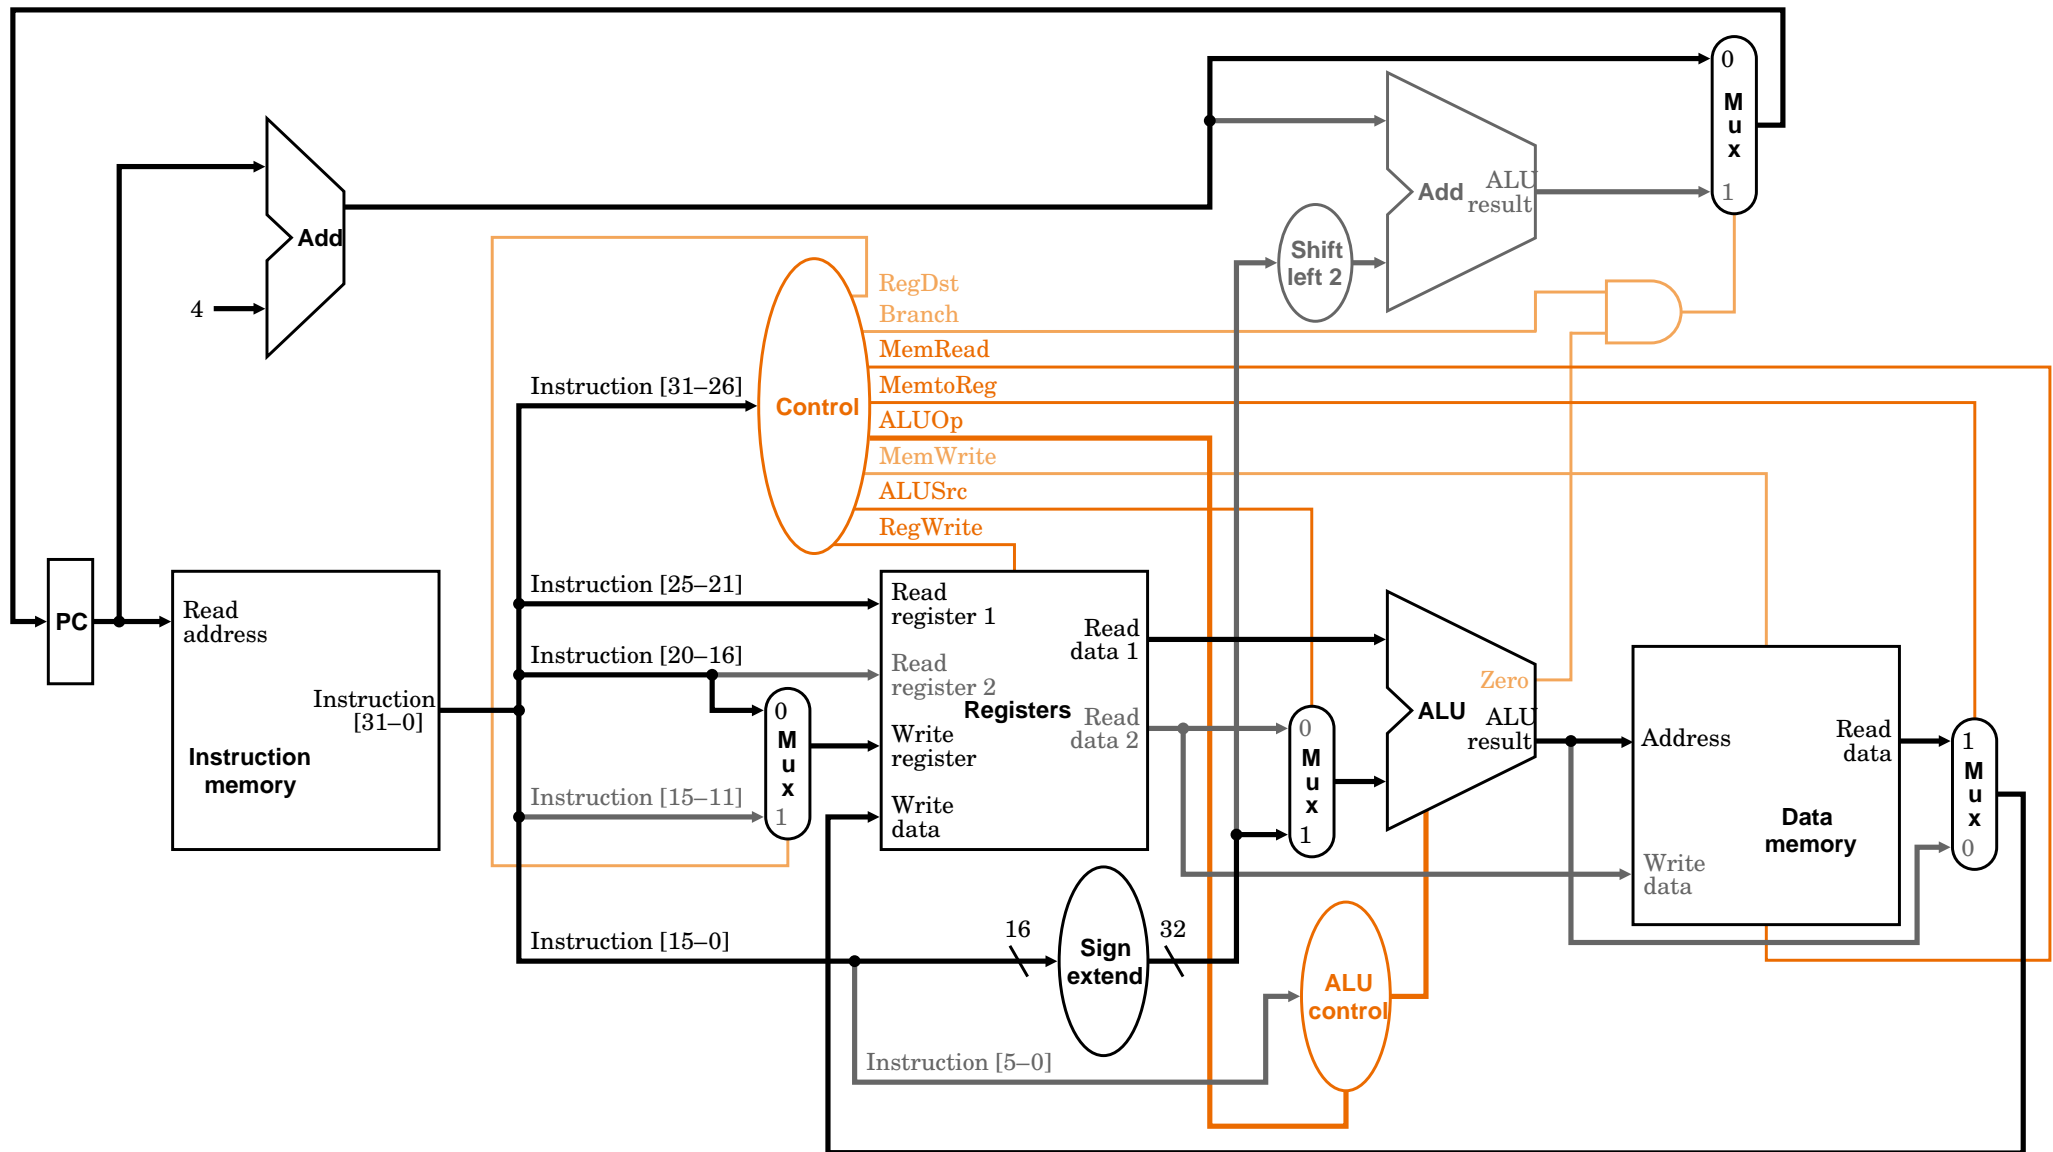 0
M
u
x
1
Add
ALU
result
Shift
left 2
Add
4
RegDst
Branch
MemRead
MemtoReg
ALUOp
MemWrite
ALUSrc
RegWrite
Control
Instruction [31–26]
Instruction [25–21]
Instruction [20–16]
Instruction [15–11]
Instruction [15–0]
Instruction [5–0]
PC
Read
address
Instruction
[31–0]
Instruction
memory
0
M
u
x
1
Read
register 1
Read
register 2
Write
register
Write
data
Registers
Read
data 1
Read
data 2
0
M
u
x
1
Zero
ALU
ALU
result
Address
Read
data
Data
memory
Write
data
1
M
u
x
0
16
Sign
extend
32
ALU
control